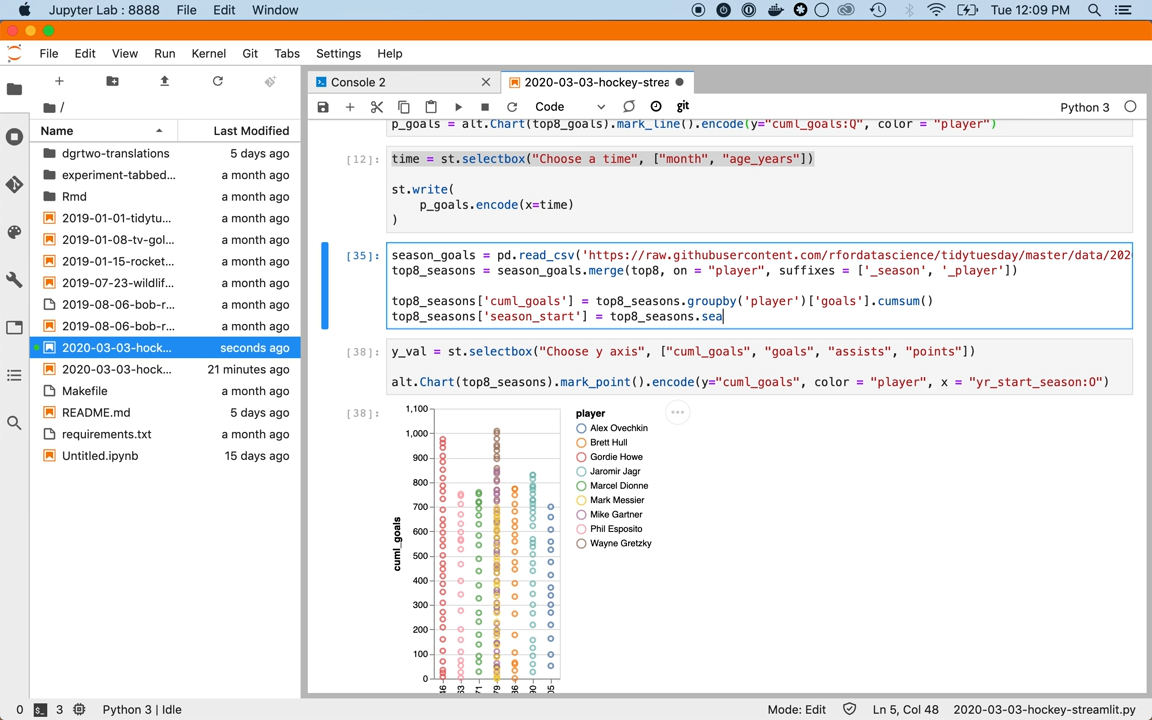 Jupyter Lab : 8888 File Edit Window Tue 12:09 PM
File Edit View Run Kernel Git Tabs Settings Help
Console 2
2020-03-03-hockey-strea
/
Code
git
Python 3
Name Last Modified
dgrtwo-translations 5 days ago
experiment-tabbed... a month ago
Rmd a month ago
2019-01-01-tidytu... a month ago
2019-01-08-tv-gol... a month ago
2019-01-15-rocket... a month ago
2019-07-23-wildlif... a month ago
2019-08-06-bob-r... a month ago
2019-08-06-bob-r... a month ago
2020-03-03-hock... seconds ago
2020-03-03-hock... 21 minutes ago
Makefile a month ago
README.md 5 days ago
requirements.txt a month ago
Untitled.ipynb 15 days ago
p_goals = alt.Chart(top8_goals).mark_line().encode(y="cuml_goals:Q", color = "player")
[12]: time = st.selectbox("Choose a time", ["month", "age_years"])
st.write(
p_goals.encode(x=time)
)
[35]: season_goals = pd.read_csv('https://raw.githubusercontent.com/rfordatascience/tidytuesday/master/data/202
top8_seasons = season_goals.merge(top8, on = "player", suffixes = ['_season', '_player'])
top8_seasons['cuml_goals'] = top8_seasons.groupby('player')['goals'].cumsum()
top8_seasons['season_start'] = top8_seasons.sea
[38]: y_val = st.selectbox("Choose y axis", ["cuml_goals", "goals", "assists", "points"])
alt.Chart(top8_seasons).mark_point().encode(y="cuml_goals", color = "player", x = "yr_start_season:O")
[38]:
1,100
1,000
900
800
700
600
500
400
300
200
100
0
cuml_goals
player
Alex Ovechkin
Brett Hull
Gordie Howe
Jaromir Jagr
Marcel Dionne
Mark Messier
Mike Gartner
Phil Esposito
Wayne Gretzky
0 3 Python 3 | Idle Mode: Edit Ln 5, Col 48 2020-03-03-hockey-streamlit.py